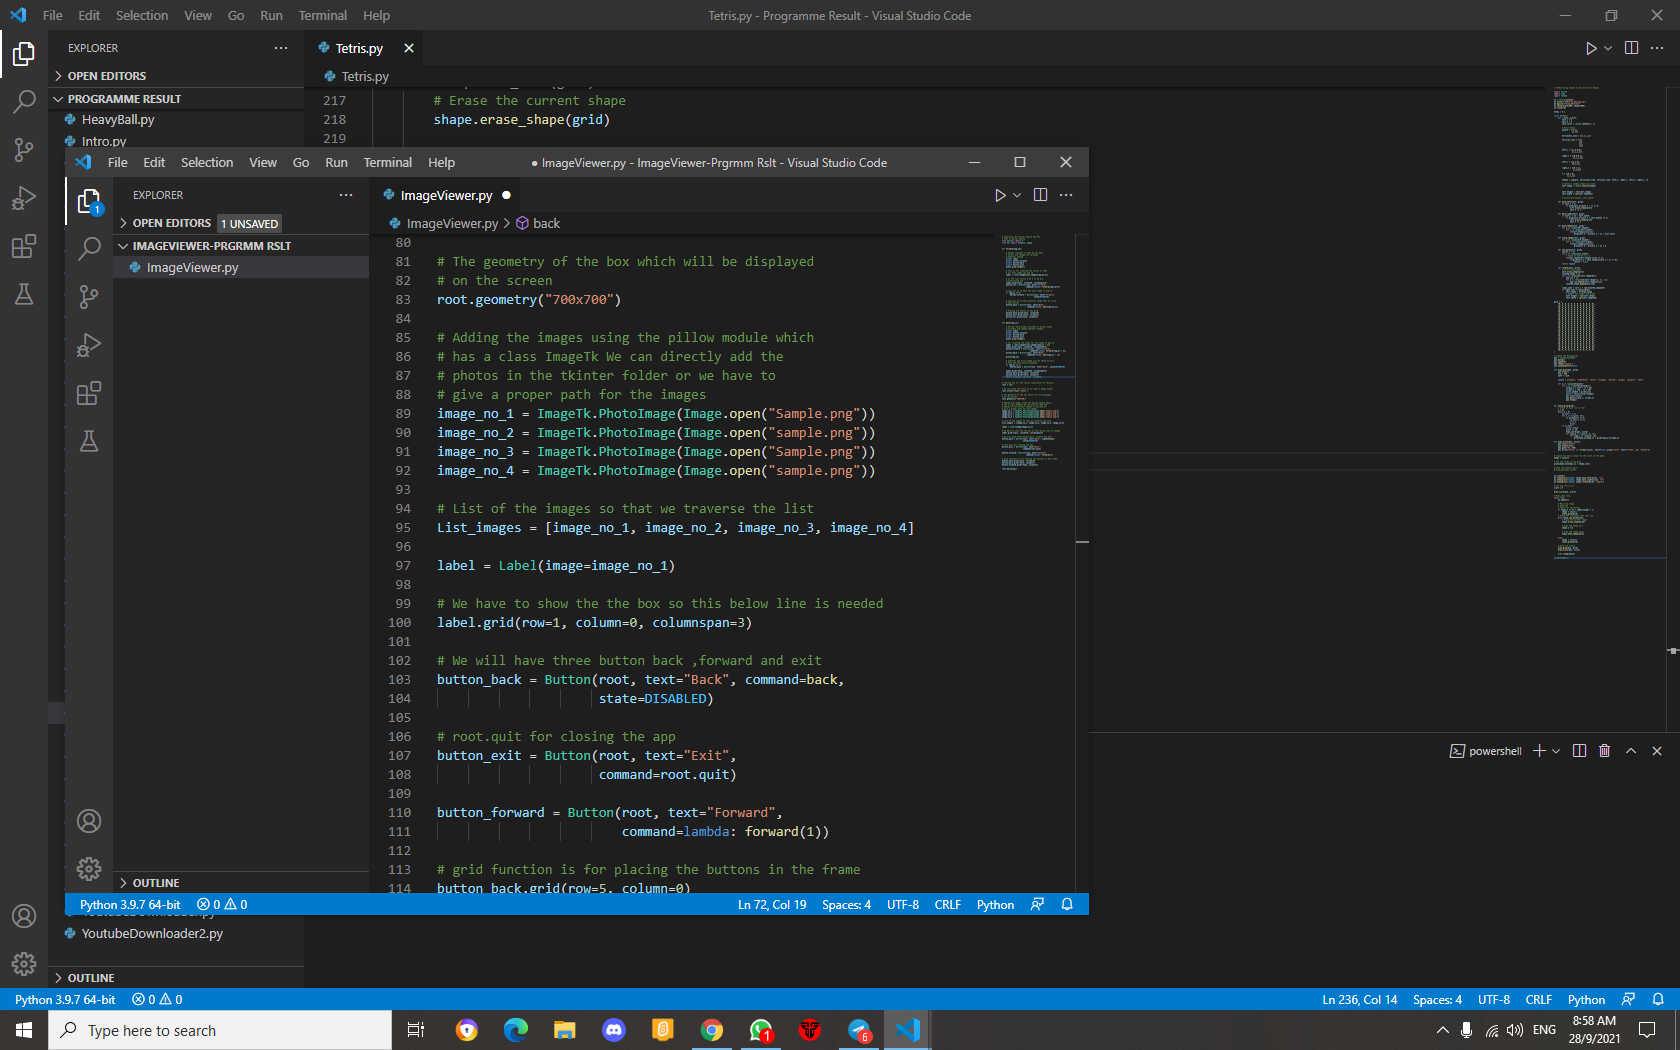 File Edit Selection View Go Run Terminal Help
Tetris.py - Programme Result - Visual Studio Code
EXPLORER
OPEN EDITORS
PROGRAMME RESULT
HeavyBall.py
Intro.py
Tetris.py
Tetris.py
217
218
219
# Erase the current shape
shape.erase_shape(grid)
File Edit Selection View Go Run Terminal Help
● ImageViewer.py - ImageViewer-Prgrmm Rslt - Visual Studio Code
EXPLORER
1
OPEN EDITORS 1 UNSAVED
IMAGEVIEWER-PRGRMM RSLT
ImageViewer.py
ImageViewer.py
ImageViewer.py > back
80
81 # The geometry of the box which will be displayed
82 # on the screen
83 root.geometry("700x700")
84
85 # Adding the images using the pillow module which
86 # has a class ImageTk We can directly add the
87 # photos in the tkinter folder or we have to
88 # give a proper path for the images
89 image_no_1 = ImageTk.PhotoImage(Image.open("Sample.png"))
90 image_no_2 = ImageTk.PhotoImage(Image.open("sample.png"))
91 image_no_3 = ImageTk.PhotoImage(Image.open("Sample.png"))
92 image_no_4 = ImageTk.PhotoImage(Image.open("sample.png"))
93
94 # List of the images so that we traverse the list
95 List_images = [image_no_1, image_no_2, image_no_3, image_no_4]
96
97 label = Label(image=image_no_1)
98
99 # We have to show the the box so this below line is needed
100 label.grid(row=1, column=0, columnspan=3)
101
102 # We will have three button back ,forward and exit
103 button_back = Button(root, text="Back", command=back,
104 state=DISABLED)
105
106 # root.quit for closing the app
107 button_exit = Button(root, text="Exit",
108 command=root.quit)
109
110 button_forward = Button(root, text="Forward",
111 command=lambda: forward(1))
112
113 # grid function is for placing the buttons in the frame
114 button_back.grid(row=5, column=0)
OUTLINE
Python 3.9.7 64-bit 0 0
Ln 72, Col 19 Spaces: 4 UTF-8 CRLF Python
powershell
YoutubeDownloader2.py
OUTLINE
Python 3.9.7 64-bit 0 0
Ln 236, Col 14 Spaces: 4 UTF-8 CRLF Python
Type here to search
1
6
ENG
8:58 AM
28/9/2021